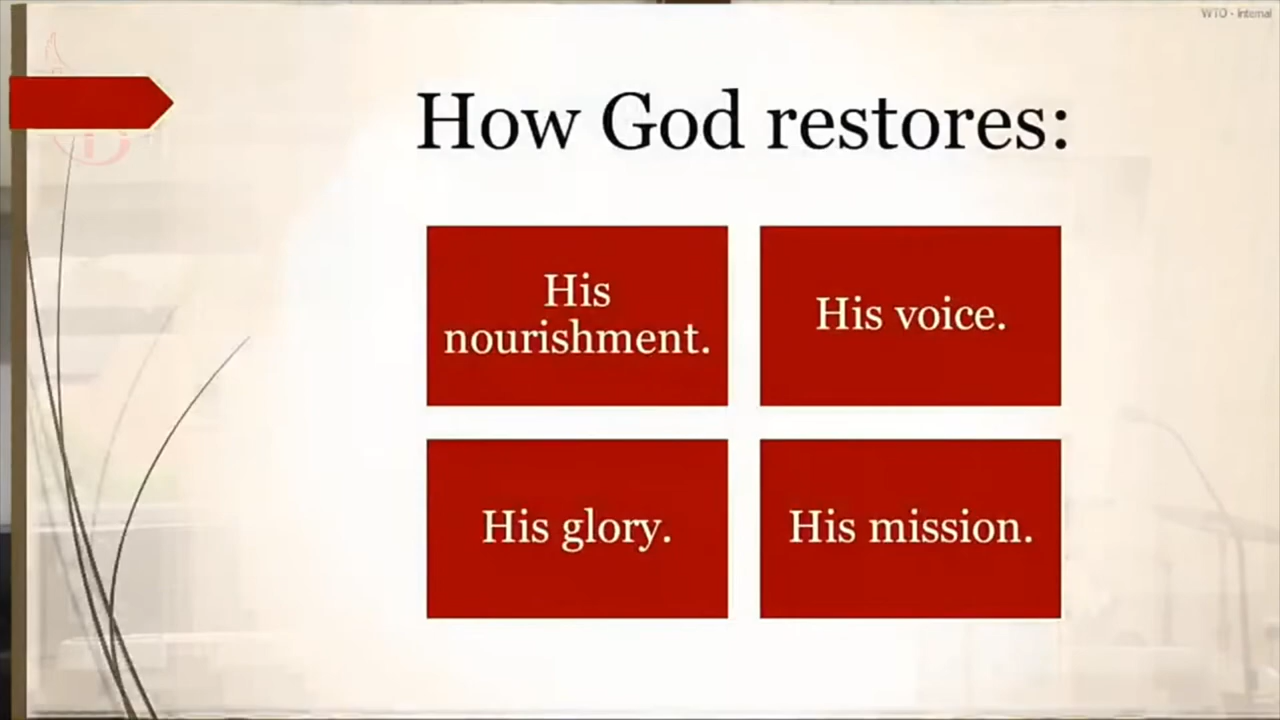 WTO - Internal
How God restores:
His
nourishment.
His voice.
His glory.
His mission.